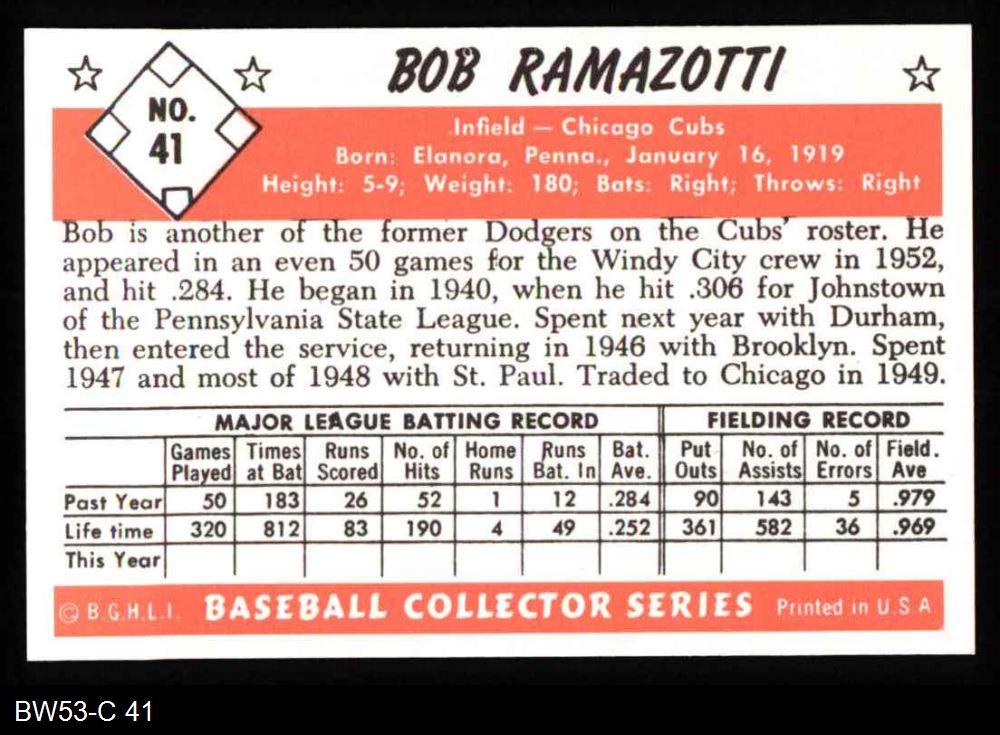 NO. 41
BOB RAMAZOTTI
Infield — Chicago Cubs
Born: Elanora, Penna., January 16, 1919
Height: 5-9; Weight: 180; Bats: Right; Throws: Right
Bob is another of the former Dodgers on the Cubs' roster. He
appeared in an even 50 games for the Windy City crew in 1952,
and hit .284. He began in 1940, when he hit .306 for Johnstown
of the Pennsylvania State League. Spent next year with Durham,
then entered the service, returning in 1946 with Brooklyn. Spent
1947 and most of 1948 with St. Paul. Traded to Chicago in 1949.
MAJOR LEAGUE BATTING RECORD FIELDING RECORD
Games Times Runs No. of Home Runs Bat. Put No. of No. of Field.
Played at Bat Scored Hits Runs Bat. In Ave. Outs Assists Errors Ave
Past Year 50 183 26 52 1 12 .284 90 143 5 .979
Life time 320 812 83 190 4 49 .252 361 582 36 .969
This Year
© B.G.H.L.I. BASEBALL COLLECTOR SERIES Printed in U.S.A
BW53-C 41